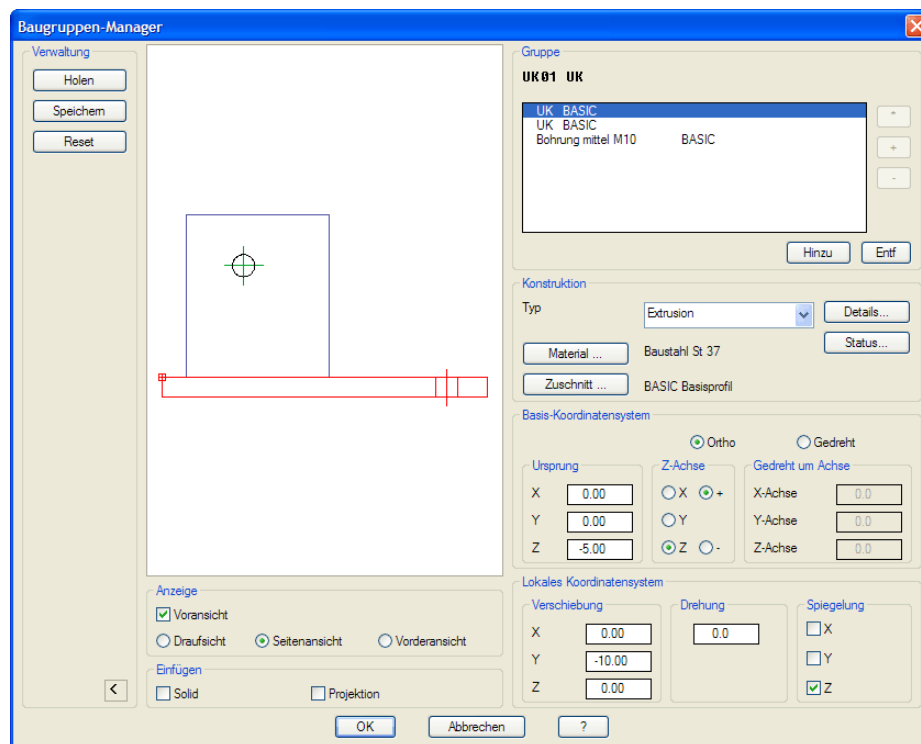 Baugruppen-Manager
Verwaltung
Holen
Speichern
Reset
Gruppe
UK01 UK
UK BASIC
UK BASIC
Bohrung mittel M10 BASIC
^
+
-
Hinzu Entf
Konstruktion
Typ Extrusion Details...
Status...
Material ... Baustahl St 37
Zuschnitt ... BASIC Basisprofil
Basis-Koordinatensystem
Ortho Gedreht
Ursprung Z-Achse Gedreht um Achse
X 0.00 X + X-Achse 0.0
Y 0.00 Y Y-Achse 0.0
Z -5.00 Z - Z-Achse 0.0
Anzeige
Voransicht
Draufsicht Seitenansicht Vorderansicht
Einfügen
Solid Projektion
<
Lokales Koordinatensystem
Verschiebung Drehung Spiegelung
X 0.00 0.0 X
Y -10.00 Y
Z 0.00 Z
OK Abbrechen ?